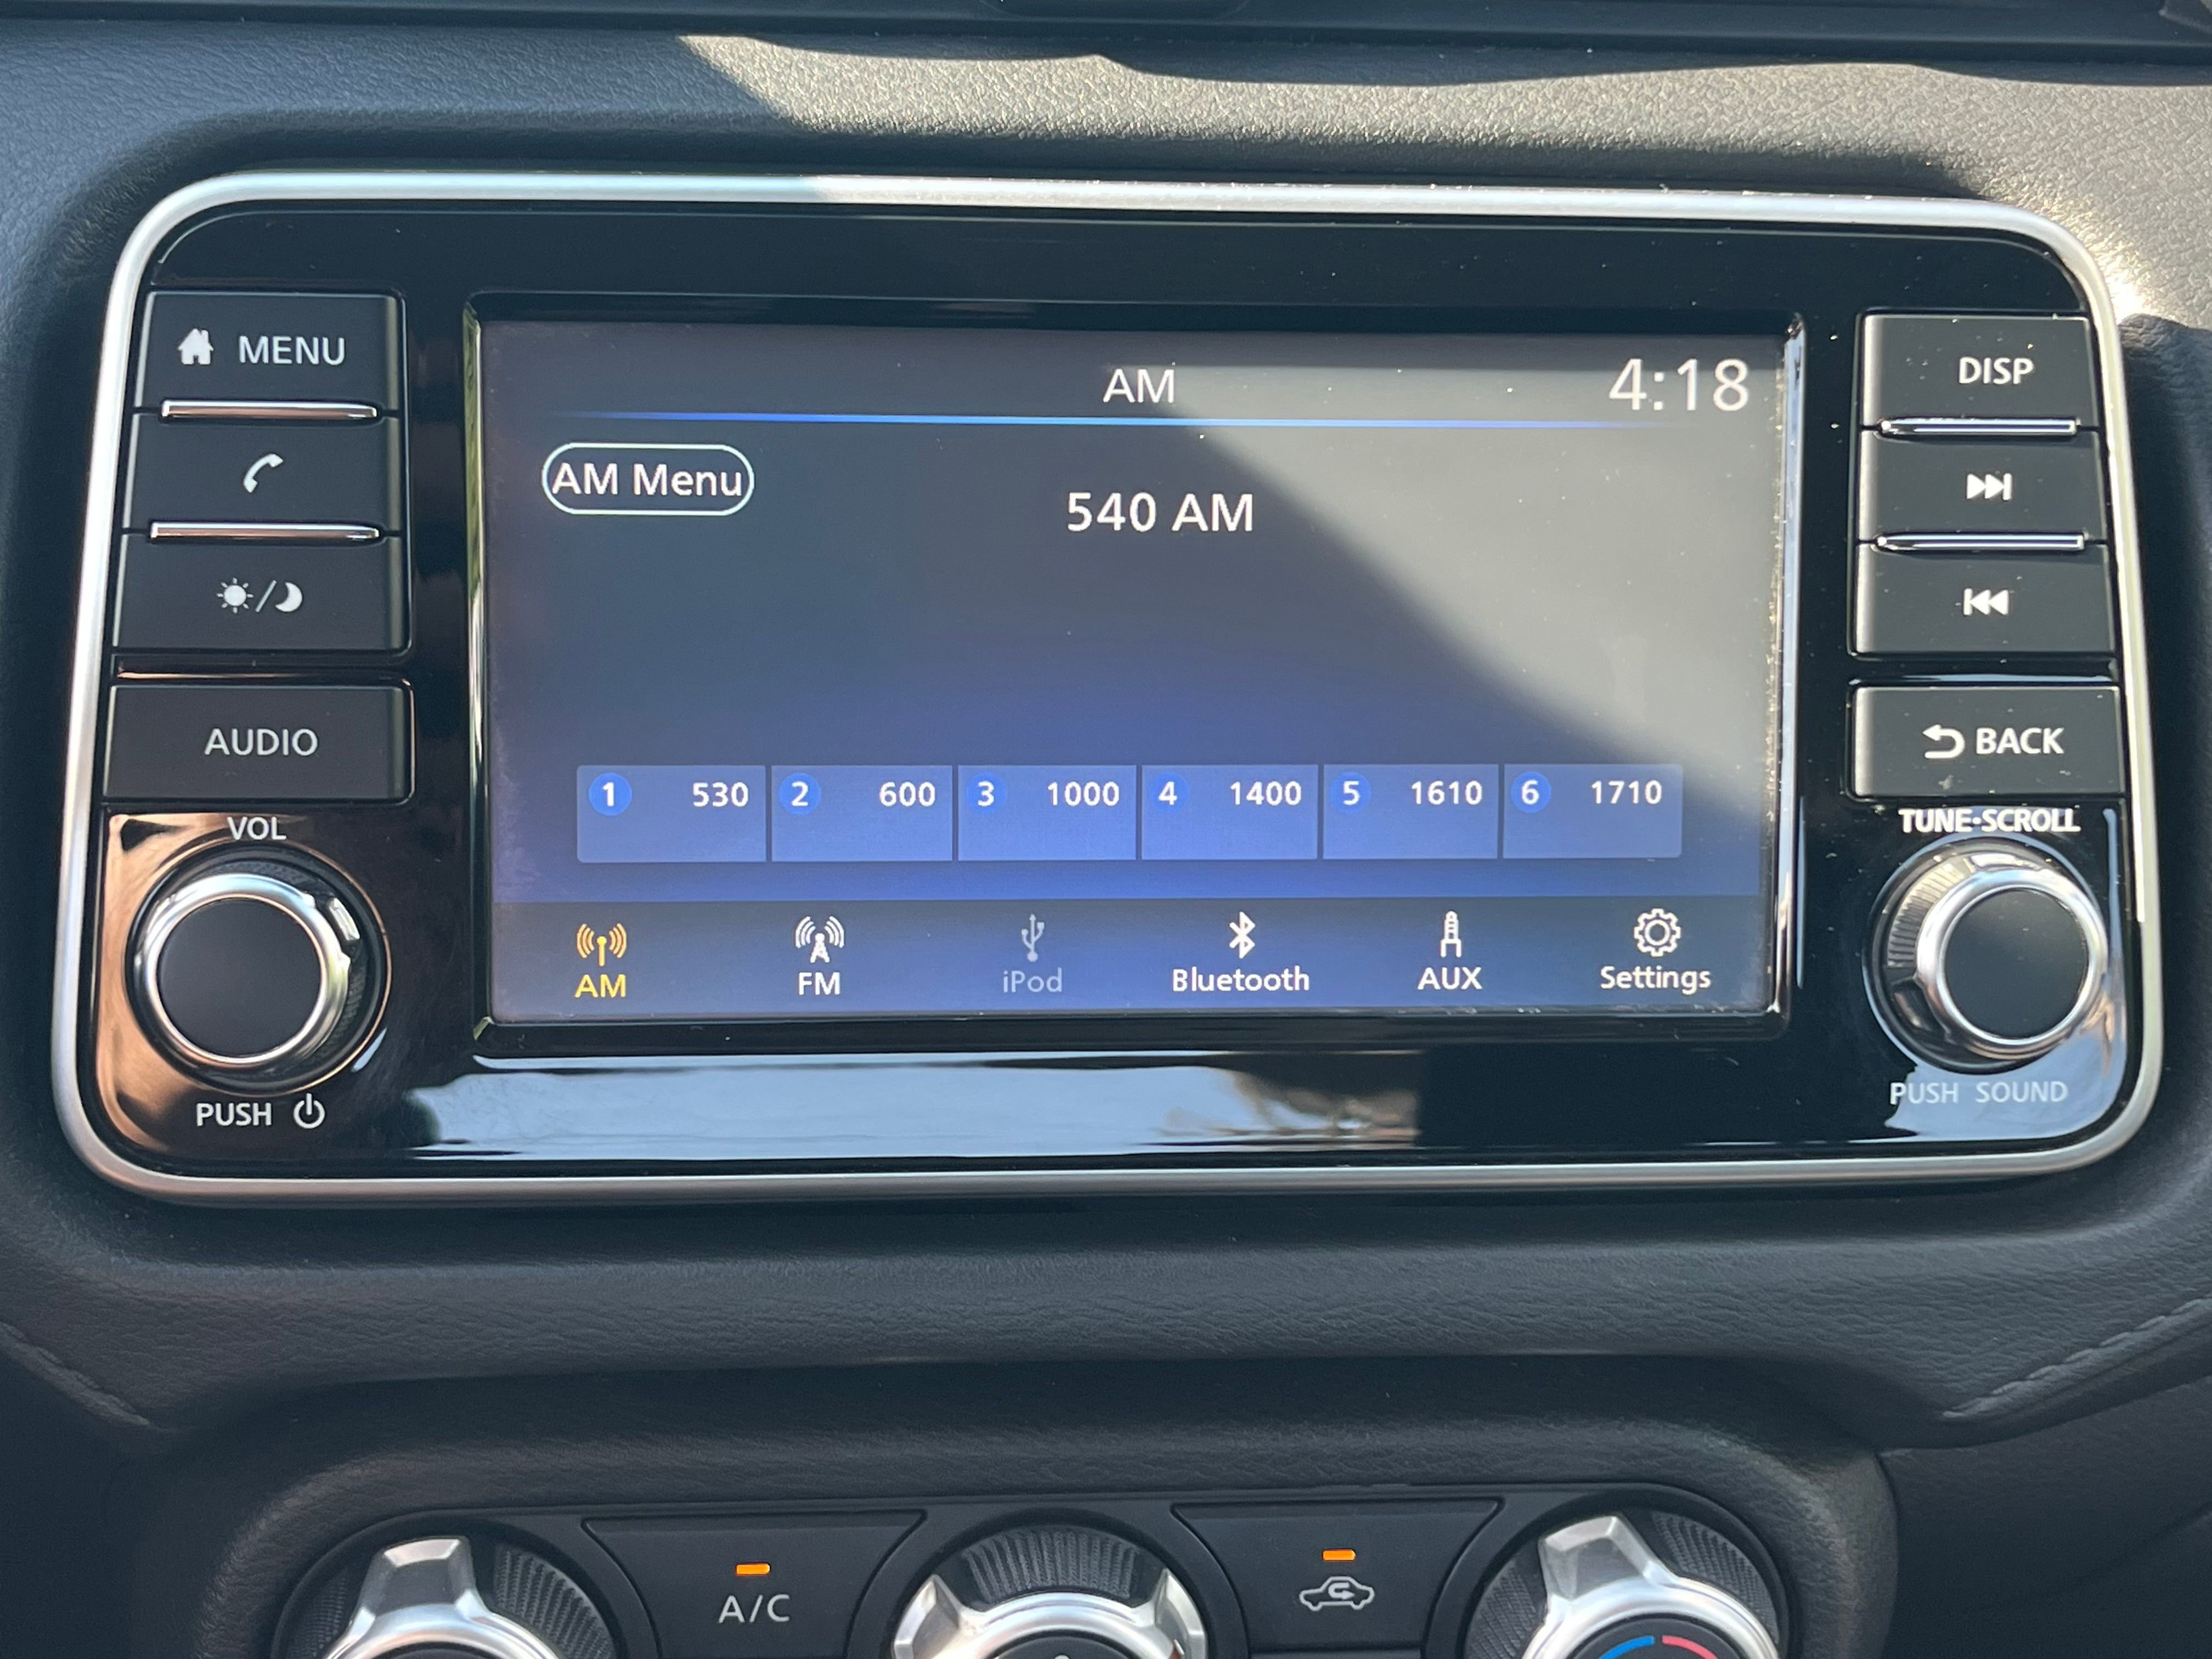 MENU
AUDIO
VOL
PUSH
AM
4:18
AM Menu
540 AM
1 530 2 600 3 1000 4 1400 5 1610 6 1710
AM FM iPod Bluetooth AUX Settings
DISP
BACK
TUNE·SCROLL
PUSH SOUND
A/C